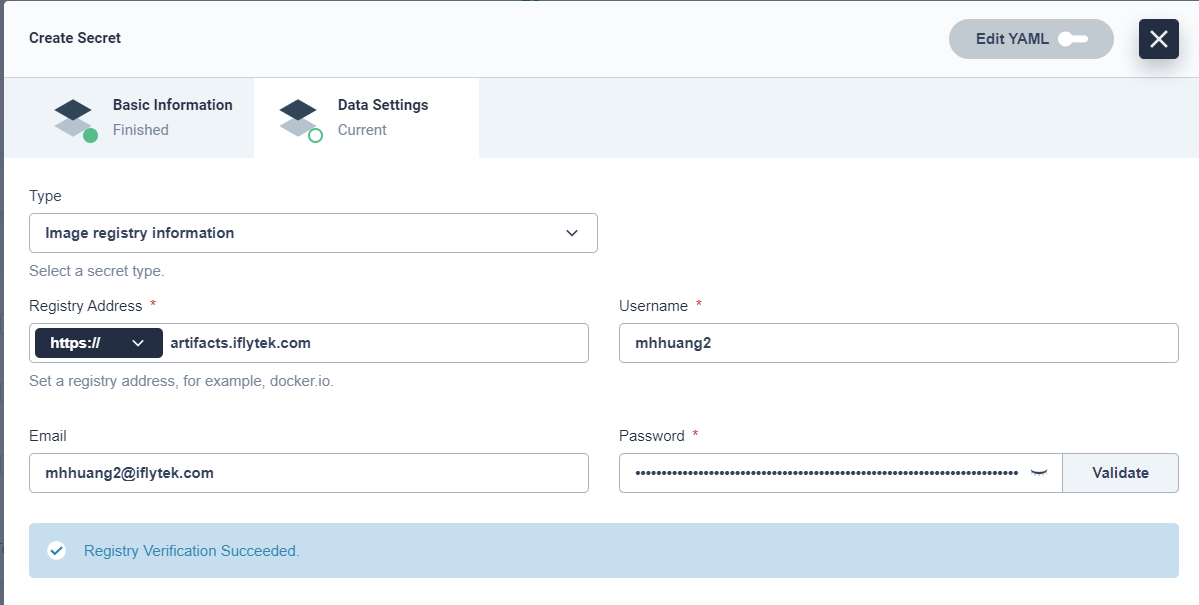 Create Secret
Edit YAML
Basic Information
Finished
Data Settings
Current
Type
Image registry information
Select a secret type.
Registry Address *
Username *
https://
artifacts.iflytek.com
mhhuang2
Set a registry address, for example, docker.io.
Email
Password *
mhhuang2@iflytek.com
Validate
Registry Verification Succeeded.